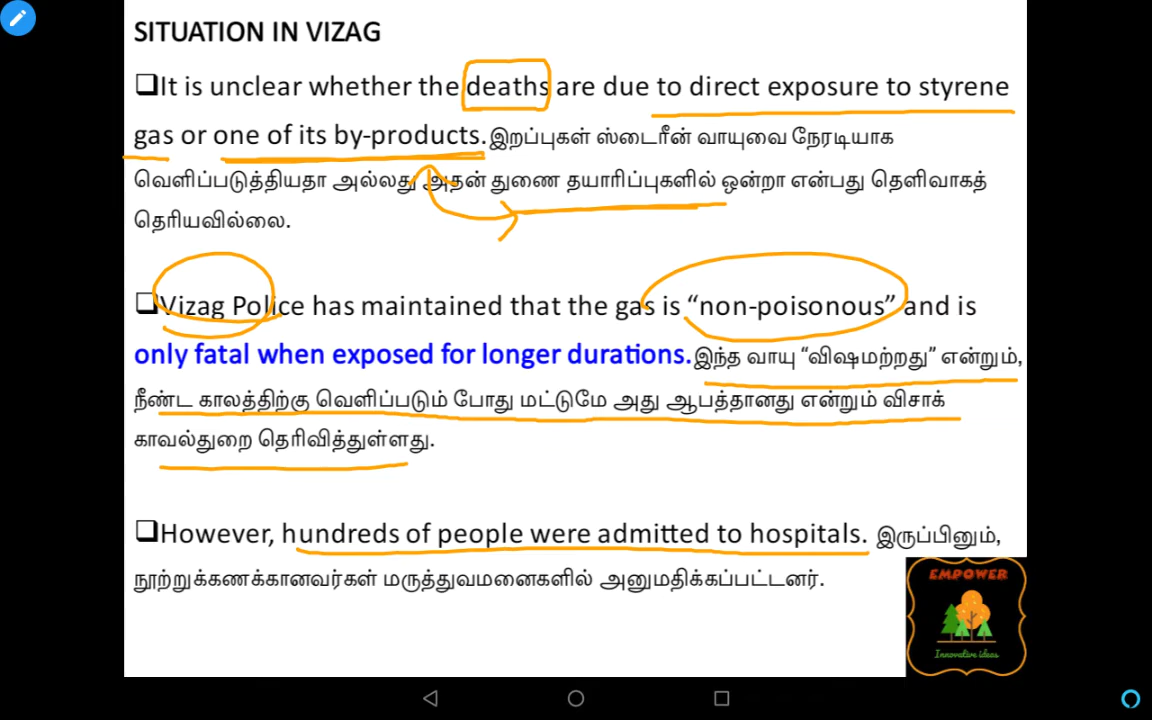 SITUATION IN VIZAG
❑It is unclear whether the deaths are due to direct exposure to styrene
gas or one of its by-products.இறப்புகள் ஸ்டைரீன் வாயுவை நேரடியாக
வெளிப்படுத்தியதா அல்லது அதன் துணை தயாரிப்புகளில் ஒன்றா என்பது தெளிவாகத்
தெரியவில்லை.
❑Vizag Police has maintained that the gas is “non-poisonous” and is
only fatal when exposed for longer durations.இந்த வாயு “விஷமற்றது” என்றும்,
நீண்ட காலத்திற்கு வெளிப்படும் போது மட்டுமே அது ஆபத்தானது என்றும் விசாக்
காவல்துறை தெரிவித்துள்ளது.
❑However, hundreds of people were admitted to hospitals. இருப்பினும்,
நூற்றுக்கணக்கானவர்கள் மருத்துவமனைகளில் அனுமதிக்கப்பட்டனர்.
EMPOWER
Innovative ideas